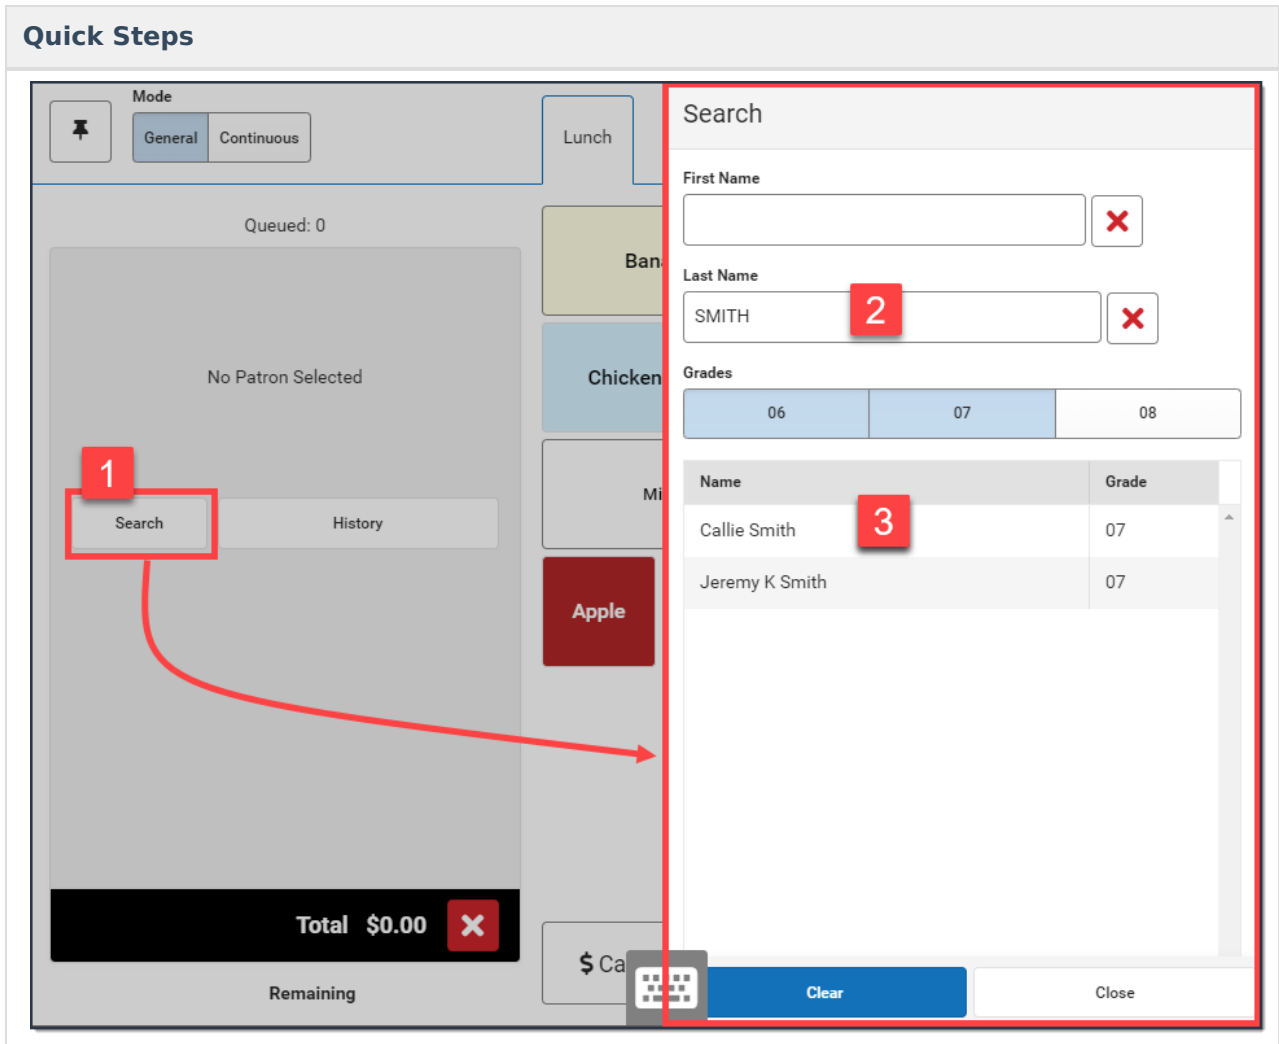 Quick Steps
Mode
General Continuous
Lunch
Queued: 0
No Patron Selected
1
Search History
Chicken
Apple
Total $0.00
Remaining
Search
First Name
Last Name
SMITH 2
Grades
06 07 08
Name Grade
Callie Smith 3 07
Jeremy K Smith 07
$
Clear Close